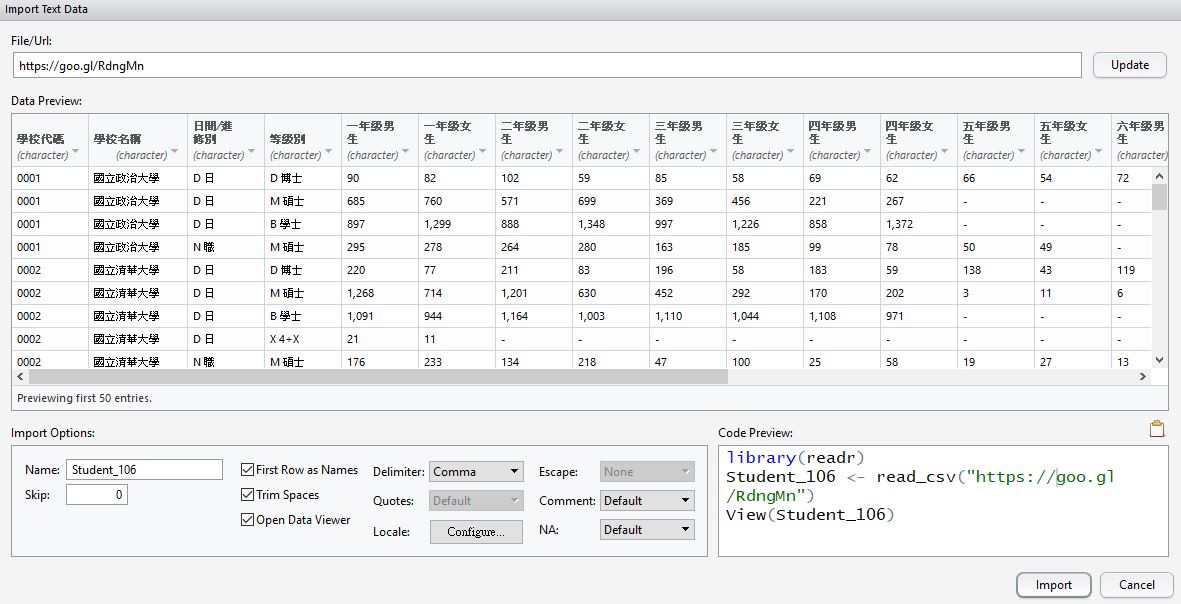 Import Text Data
File/Url:
https://goo.gl/RdngMn
Update
Data Preview:
學校代碼 (character)
學校名稱 (character)
日間/進修別 (character)
等級別 (character)
一年級男生 (character)
一年級女生 (character)
二年級男生 (character)
二年級女生 (character)
三年級男生 (character)
三年級女生 (character)
四年級男生 (character)
四年級女生 (character)
五年級男生 (character)
五年級女生 (character)
六年級男生 (character)
0001 國立政治大學 D 日 D 博士 90 82 102 59 85 58 69 62 66 54 72
0001 國立政治大學 D 日 M 碩士 685 760 571 699 369 456 221 267 - - -
0001 國立政治大學 D 日 B 學士 897 1,299 888 1,348 997 1,226 858 1,372 - - -
0001 國立政治大學 N 職 M 碩士 295 278 264 280 163 185 99 78 50 49 -
0002 國立清華大學 D 日 D 博士 220 77 211 83 196 58 183 59 138 43 119
0002 國立清華大學 D 日 M 碩士 1,268 714 1,201 630 452 292 170 202 3 11 6
0002 國立清華大學 D 日 B 學士 1,091 944 1,164 1,003 1,110 1,044 1,108 971 - - -
0002 國立清華大學 D 日 X 4+X 21 11 - - - - - - - - -
0002 國立清華大學 N 職 M 碩士 176 233 134 218 47 100 25 58 19 27 13
Previewing first 50 entries.
Import Options:
Name: Student_106
Skip: 0
First Row as Names
Trim Spaces
Open Data Viewer
Delimiter: Comma
Quotes: Default
Locale: Configure...
Escape: None
Comment: Default
NA: Default
Code Preview:
library(readr)
Student_106 <- read_csv("https://goo.gl
/RdngMn")
View(Student_106)
Import
Cancel